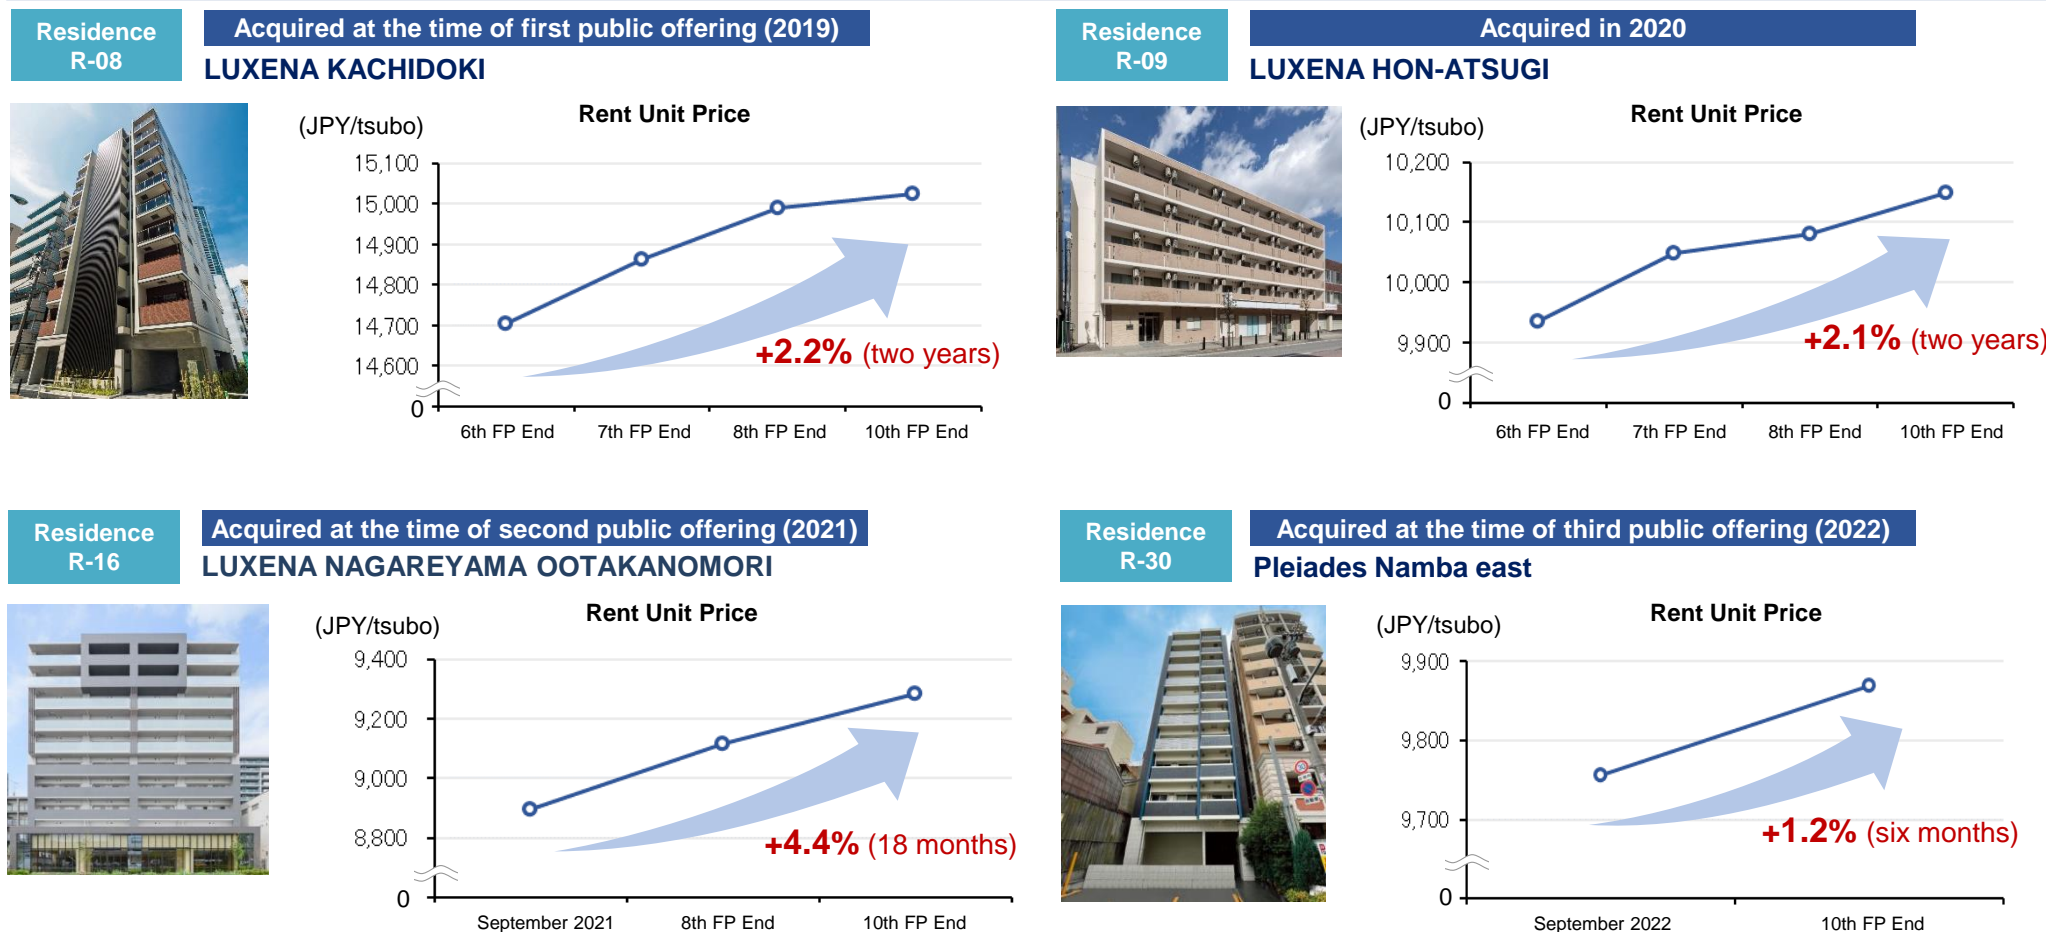 Residence
R-08
Acquired at the time of first public offering (2019)
LUXENA KACHIDOKI
Rent Unit Price
(JPY/tsubo)
15,100
15,000
14,900
14,800
14,700
14,600
0
+2.2% (two years)
6th FP End
7th FP End
8th FP End
10th FP End
Residence
R-09
Acquired in 2020
LUXENA HON-ATSUGI
Rent Unit Price
(JPY/tsubo)
10,200
10,100
10,000
9,900
0
+2.1% (two years)
6th FP End
7th FP End
8th FP End
10th FP End
Residence
R-16
Acquired at the time of second public offering (2021)
LUXENA NAGAREYAMA OOTAKANOMORI
Rent Unit Price
(JPY/tsubo)
9,400
9,200
9,000
8,800
0
+4.4% (18 months)
September 2021
8th FP End
10th FP End
Residence
R-30
Acquired at the time of third public offering (2022)
Pleiades Namba east
Rent Unit Price
(JPY/tsubo)
9,900
9,800
9,700
0
+1.2% (six months)
September 2022
10th FP End